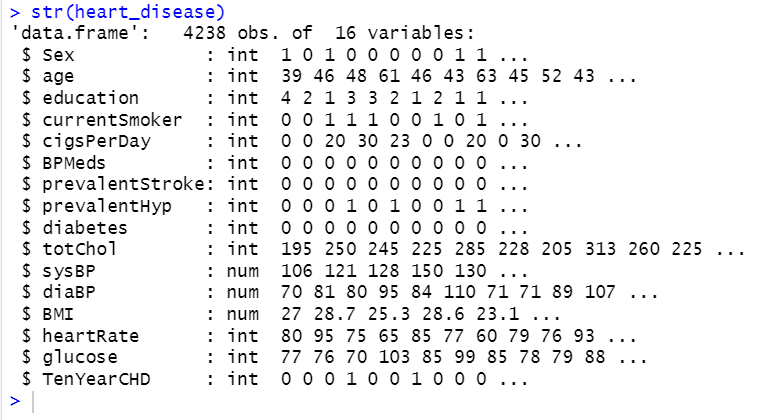 > str(heart_disease)
'data.frame':   4238 obs. of  16 variables:
 $ Sex            : int  1 0 1 0 0 0 0 0 1 1 ...
 $ age            : int  39 46 48 61 46 43 63 45 52 43 ...
 $ education      : int  4 2 1 3 3 2 1 2 1 1 ...
 $ currentSmoker  : int  0 0 1 1 1 0 0 1 0 1 ...
 $ cigsPerDay     : int  0 0 20 30 23 0 0 20 0 30 ...
 $ BPMeds         : int  0 0 0 0 0 0 0 0 0 0 ...
 $ prevalentStroke: int  0 0 0 0 0 0 0 0 0 0 ...
 $ prevalentHyp   : int  0 0 0 1 0 1 0 0 1 1 ...
 $ diabetes       : int  0 0 0 0 0 0 0 0 0 0 ...
 $ totChol        : int  195 250 245 225 285 228 205 313 260 225 ...
 $ sysBP          : num  106 121 128 150 130 ...
 $ diaBP          : num  70 81 80 95 84 110 71 71 89 107 ...
 $ BMI            : num  27 28.7 25.3 28.6 23.1 ...
 $ heartRate      : int  80 95 75 65 85 77 60 79 76 93 ...
 $ glucose        : int  77 76 70 103 85 99 85 78 79 88 ...
 $ TenYearCHD     : int  0 0 0 1 0 0 1 0 0 0 ...
>